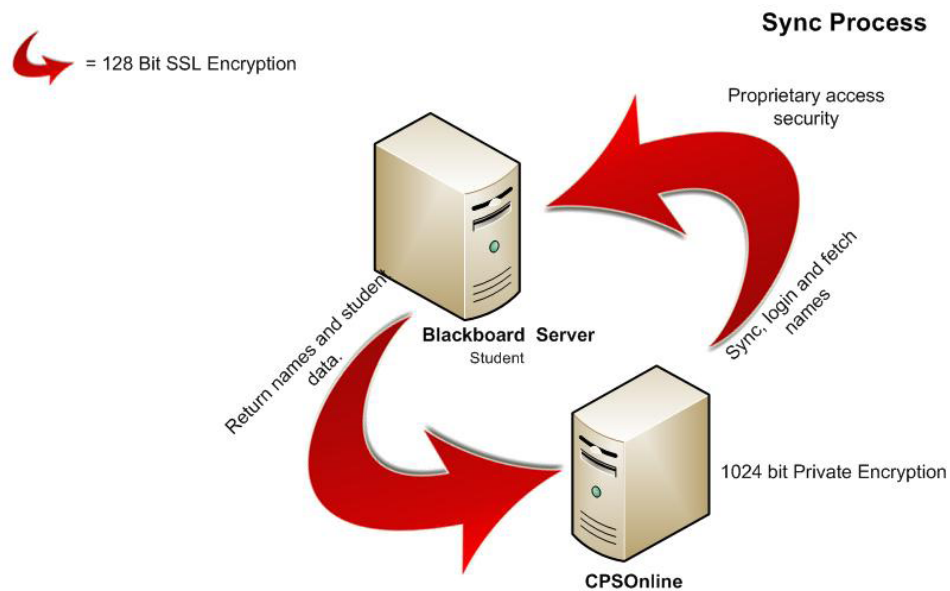 Sync Process
= 128 Bit SSL Encryption
Proprietary access
security
Sync, login and fetch
names
Blackboard Server
Student
Return names and student
data.
1024 bit Private Encryption
CPSOnline